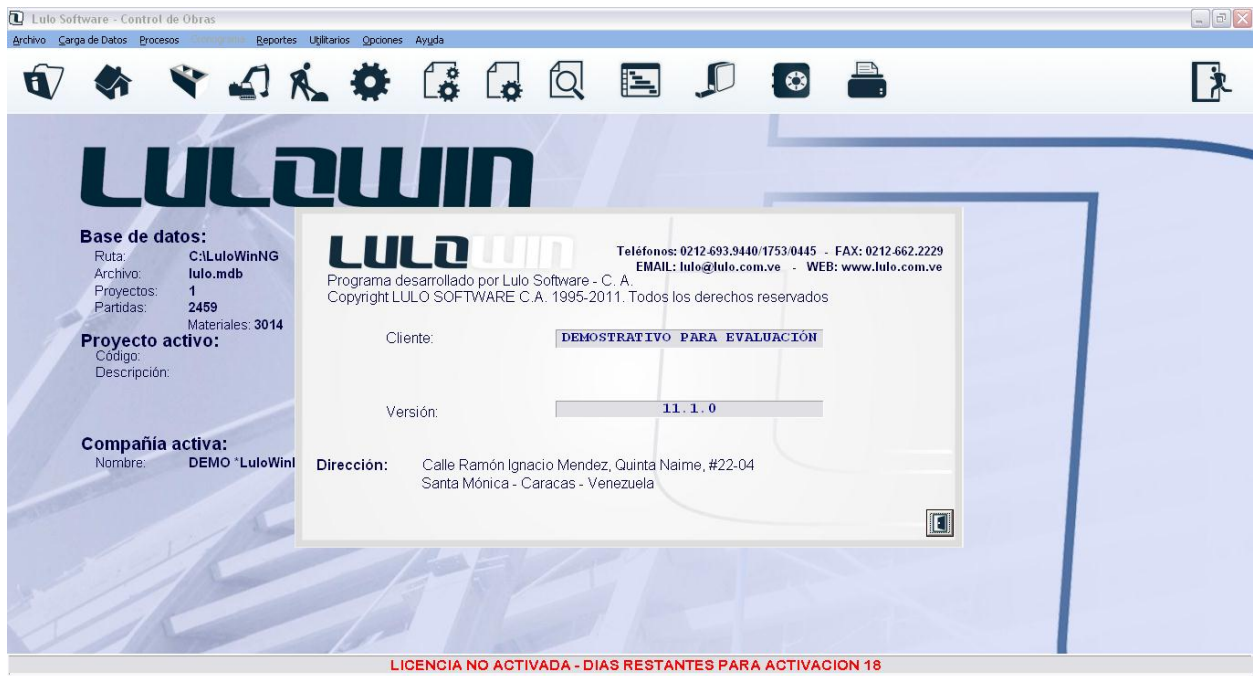 Lulo Software - Control de Obras
Archivo Carga de Datos Procesos Reportes Utilitarios Opciones Ayuda
LULOWIN
Base de datos:
Ruta: C:\LuloWinNG
Archivo: lulo.mdb
Proyectos: 1
Partidas: 2459
Materiales: 3014
Proyecto activo:
Código:
Descripción:
Compañía activa:
Nombre: DEMO *LuloWinI
LULOWIN
Teléfonos: 0212-693.9440/1753/0445 - FAX: 0212-662.2229
EMAIL: lulo@lulo.com.ve - WEB: www.lulo.com.ve
Programa desarrollado por Lulo Software - C. A.
Copyright LULO SOFTWARE C.A. 1995-2011. Todos los derechos reservados
Cliente: DEMOSTRATIVO PARA EVALUACIÓN
Versión: 11.1.0
Dirección: Calle Ramón Ignacio Mendez, Quinta Naime, #22-04
Santa Mónica - Caracas - Venezuela
LICENCIA NO ACTIVADA - DIAS RESTANTES PARA ACTIVACION 18